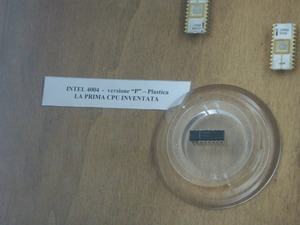 INTEL 4004 - versione "P" – Plastica
LA PRIMA CPU INVENTATA